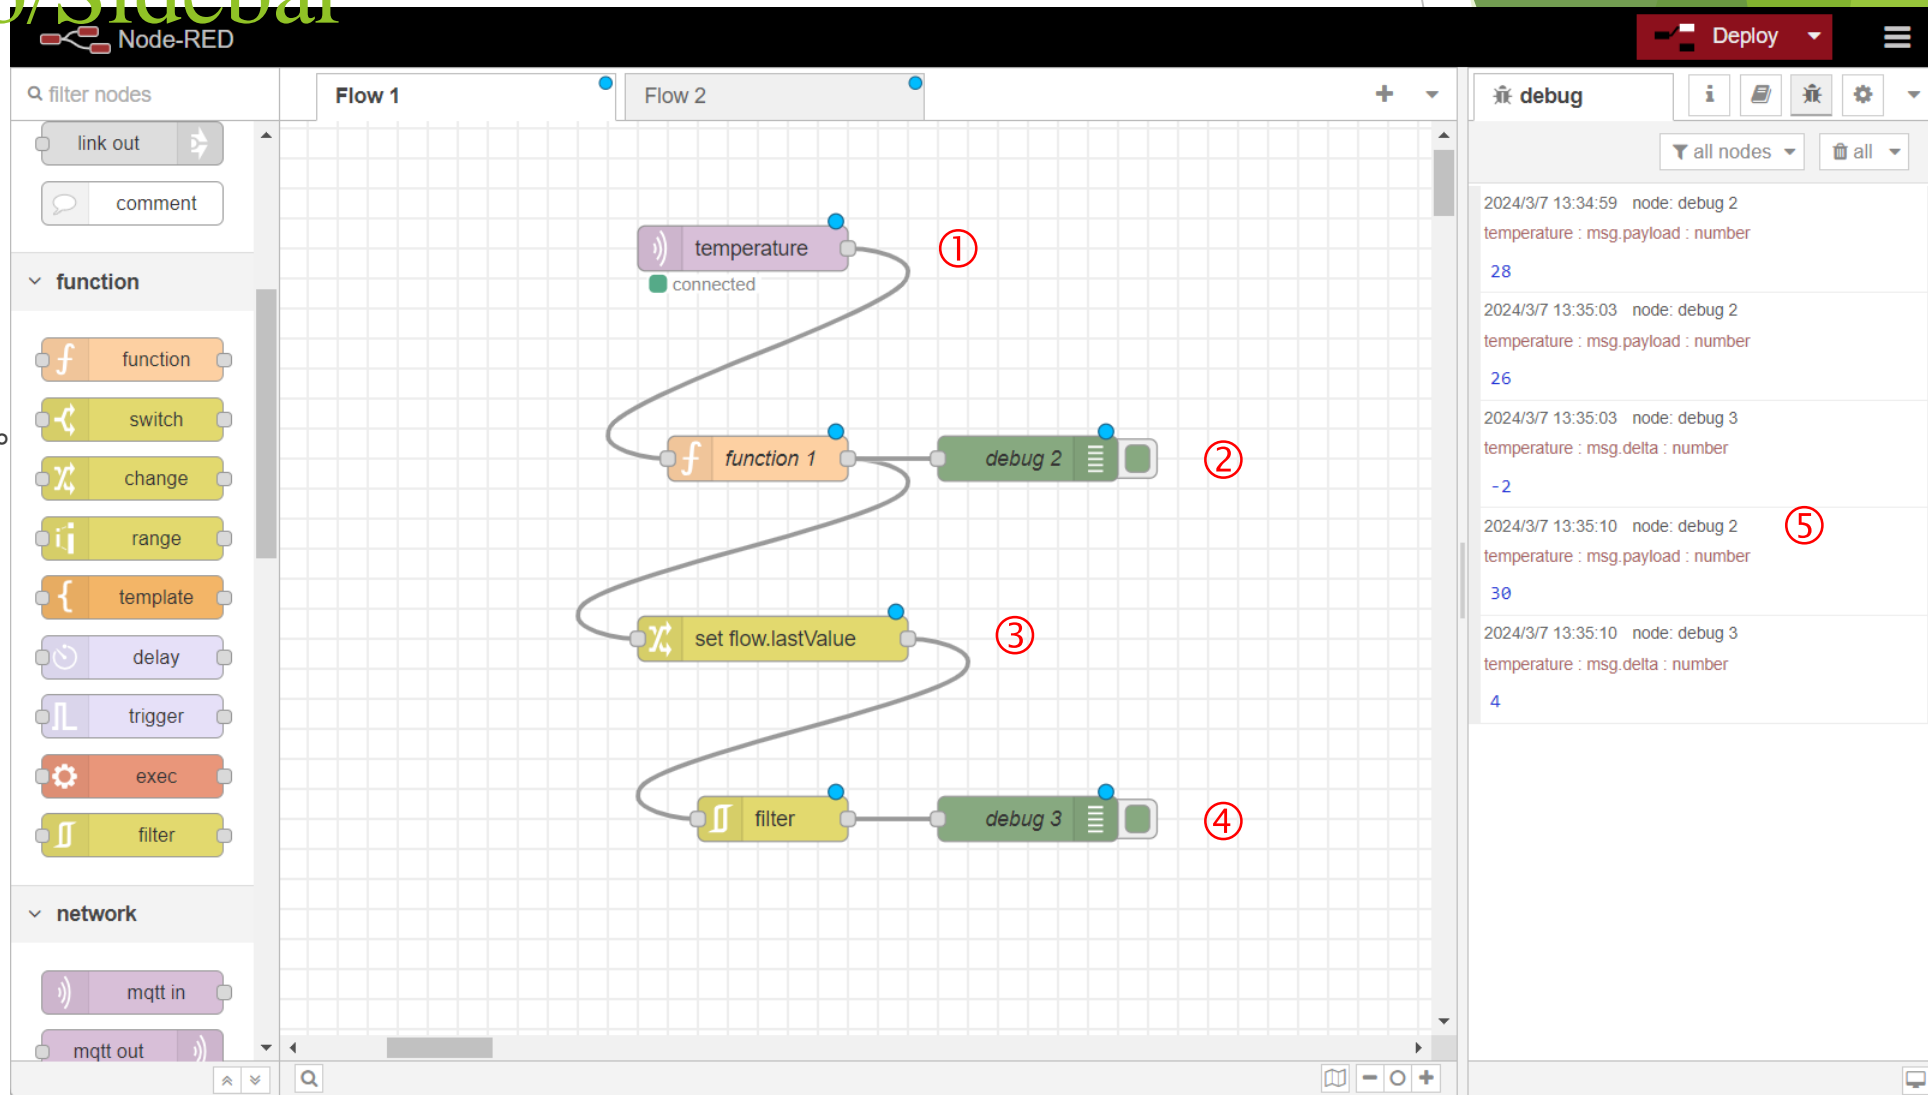 o/Sidebar
Node-RED
Deploy
filter nodes
Flow 1
Flow 2
debug
i
all nodes
all
link out
comment
function
function
switch
change
range
template
delay
trigger
exec
filter
network
mqtt in
mqtt out
temperature
①
connected
function 1
debug 2
②
set flow.lastValue
③
filter
debug 3
④
2024/3/7 13:34:59 node: debug 2
temperature : msg.payload : number
28
2024/3/7 13:35:03 node: debug 2
temperature : msg.payload : number
26
2024/3/7 13:35:03 node: debug 3
temperature : msg.delta : number
-2
2024/3/7 13:35:10 node: debug 2
⑤
temperature : msg.payload : number
30
2024/3/7 13:35:10 node: debug 3
temperature : msg.delta : number
4